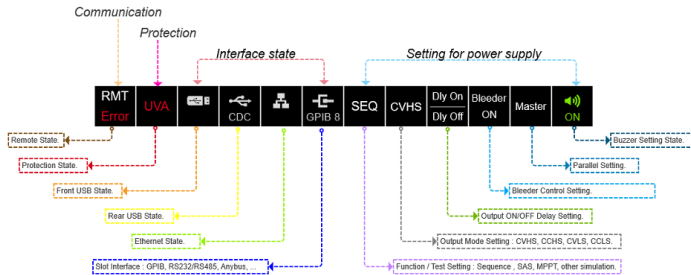 Communication
Protection
Interface state
Setting for power supply
RMT
Error
UVA
CDC
GPIB 8
SEQ
CVHS
Dly On
Dly Off
Bleeder
ON
Master
ON
Remote State.
Buzzer Setting State.
Protection State.
Parallel Setting.
Front USB State.
Bleeder Control Setting.
Rear USB State.
Output ON/OFF Delay Setting.
Ethernet State.
Output Mode Setting : CVHS, CCHS, CVLS, CCLS.
Slot Interface : GPIB, RS232/RS485, Anybus, ...
Function / Test Setting : Sequence , SAS, MPPT, other simulation.